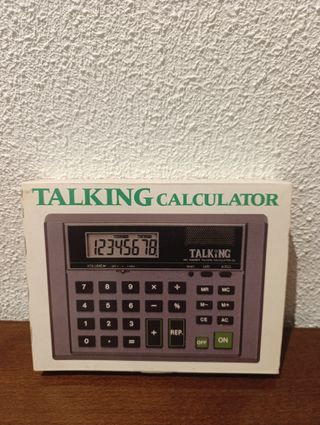 TALKING CALCULATOR
12345678
TALKING
7 8 9 × ÷ MR MC
4 5 6 - % M- M+
1 2 3 + REP. CE AC
0 . = OFF ON